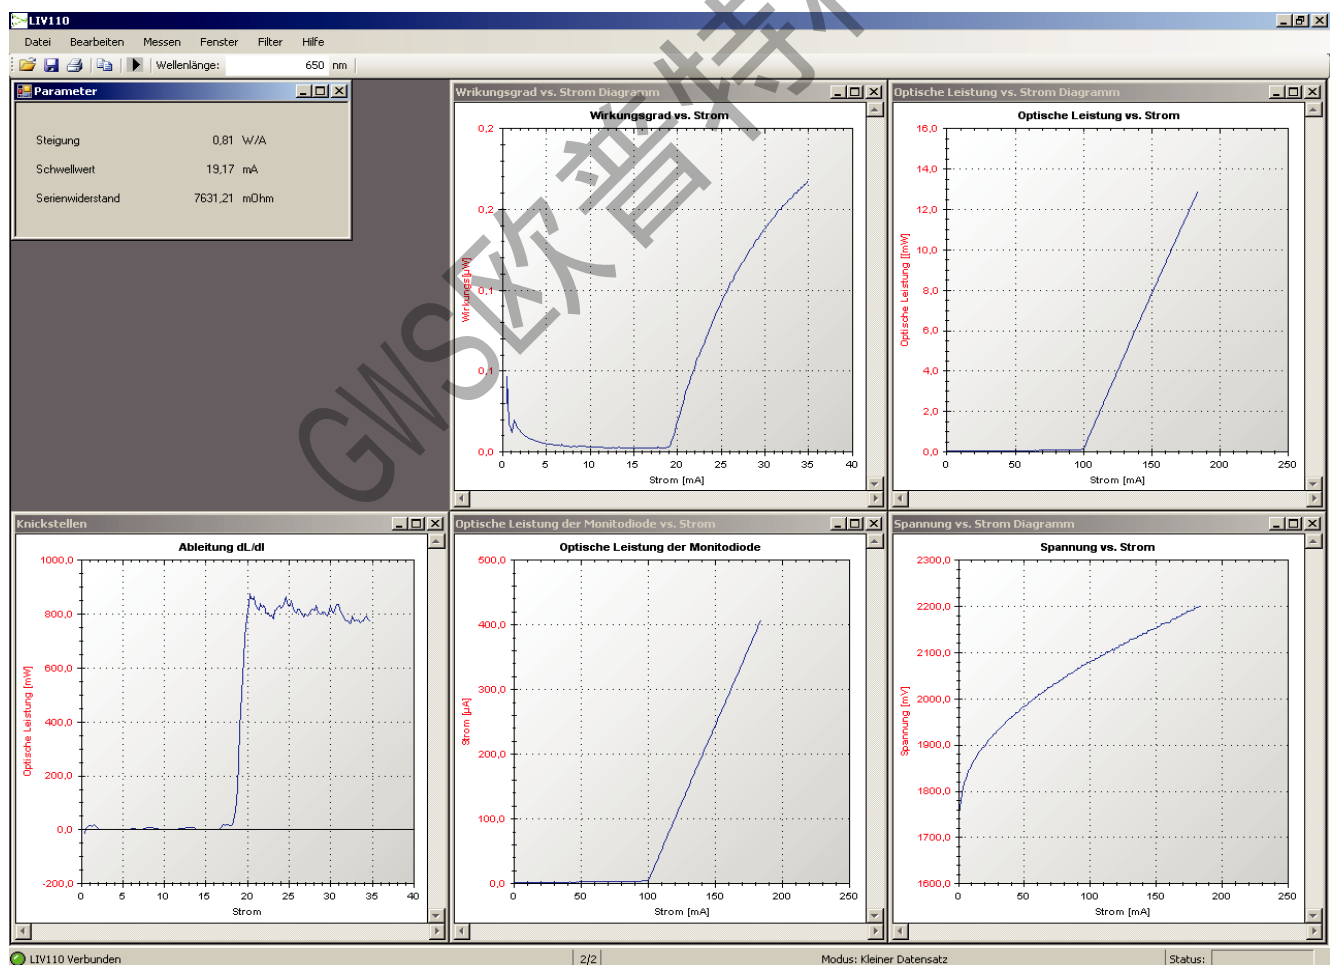 LIV110
Datei Bearbeiten Messen Fenster Filter Hilfe
Wellenlänge: 650 nm
Parameter
Steigung 0,81 W/A
Schwellwert 19,17 mA
Serienwiderstand 7631,21 mOhm
Wrikungsgrad vs. Strom Diagramm
Wirkungsgrad vs. Strom
Wirkungs[µW]
0,2
0,2
0,1
0,1
0,0
0 5 10 15 20 25 30 35 40
Strom [mA]
Optische Leistung vs. Strom Diagramm
Optische Leistung vs. Strom
Optische Leistung [[mW]
16,0
14,0
12,0
10,0
8,0
6,0
4,0
2,0
0,0
0 50 100 150 200 250
Strom [mA]
Knickstellen
Ableitung dL/dI
Optische Leistung [mW]
1000,0
800,0
600,0
400,0
200,0
0,0
-200,0
0 5 10 15 20 25 30 35 40
Strom
Optische Leistung der Monitodiode vs. Strom
Optische Leistung der Monitodiode
Strom [µA]
500,0
400,0
300,0
200,0
100,0
0,0
0 50 100 150 200 250
Strom [mA]
Spannung vs. Strom Diagramm
Spannung vs. Strom
Spannung [mV]
2300,0
2200,0
2100,0
2000,0
1900,0
1800,0
1700,0
1600,0
0 50 100 150 200 250
Strom [mA]
GWS欧普特
LIV110 Verbunden 2/2 Modus: Kleiner Datensatz Status: